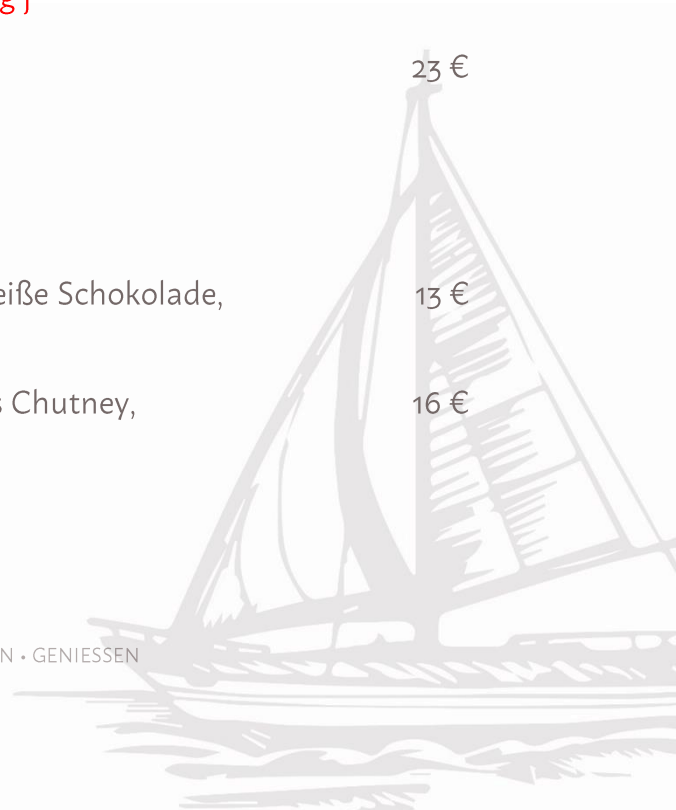 23 €
eiße Schokolade, 13 €
s Chutney, 16 €
N • GENIESSEN